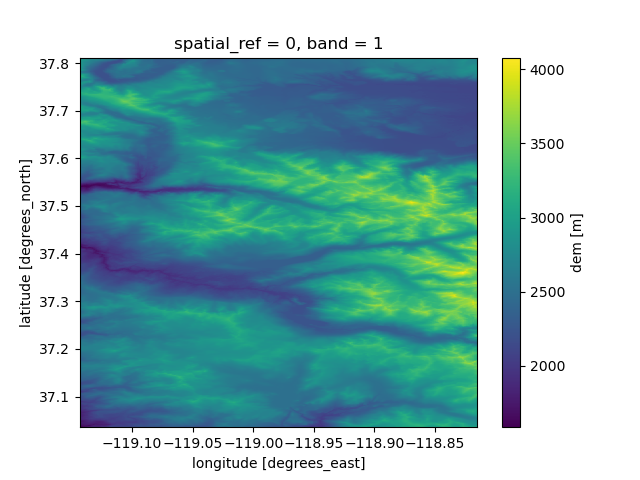 spatial_ref = 0, band = 1
37.8
37.7
37.6
37.5
37.4
37.3
37.2
37.1
latitude [degrees_north]
−119.10 −119.05 −119.00 −118.95 −118.90 −118.85
longitude [degrees_east]
4000
3500
3000
2500
2000
dem [m]